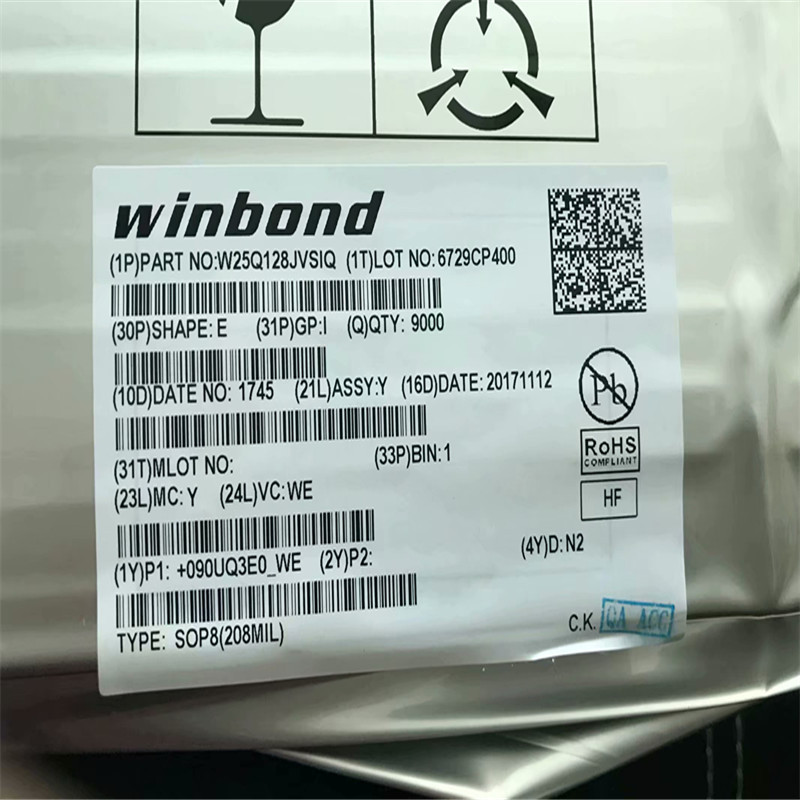 winbond
(1P)PART NO:W25Q128JVSIQ (1T)LOT NO:6729CP400
(30P)SHAPE:E (31P)GP:I (Q)QTY: 9000
(10D)DATE NO: 1745 (21L)ASSY:Y (16D)DATE: 20171112
Pb
(31T)MLOT NO: (33P)BIN:1
RoHS
COMPLIANT
(23L)MC:Y (24L)VC:WE
HF
(1Y)P1: +090UQ3E0_WE (2Y)P2: (4Y)D:N2
TYPE: SOP8(208MIL) C.K. QA ACC